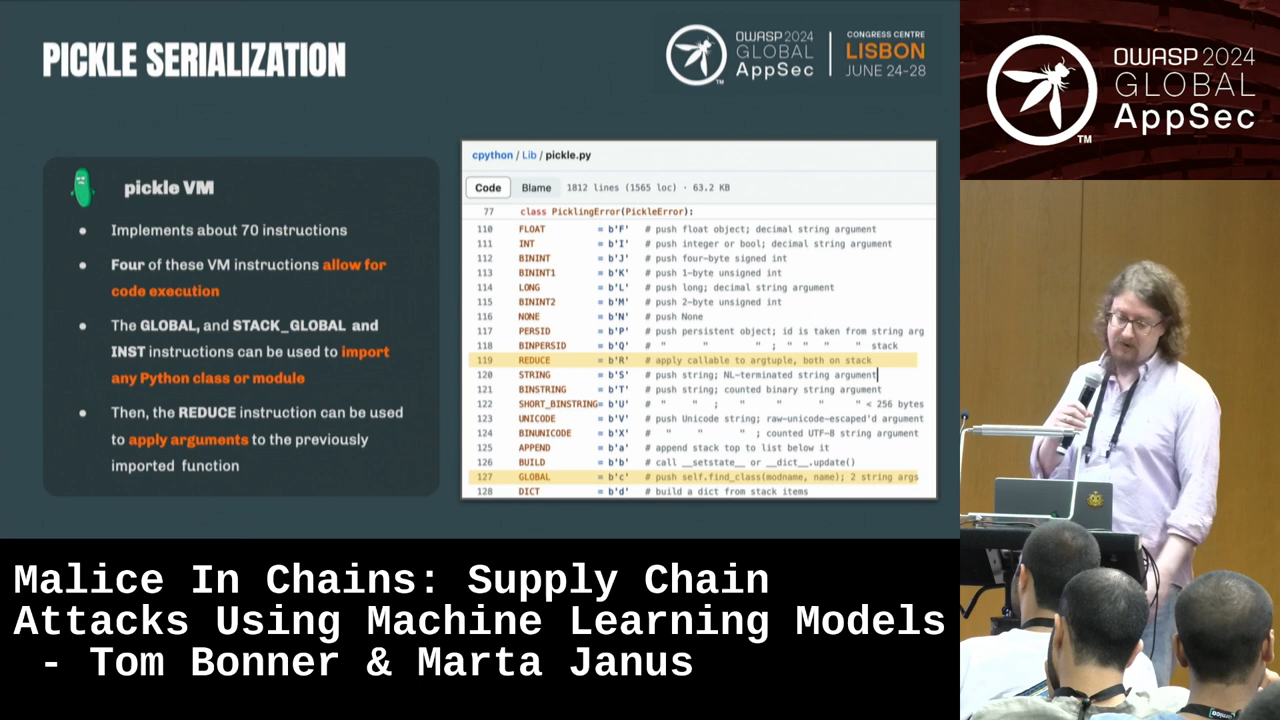 PICKLE SERIALIZATION
OWASP 2024
GLOBAL
AppSec
TM
CONGRESS CENTRE
LISBON
JUNE 24-28
pickle VM
Implements about 70 instructions
Four of these VM instructions allow for
code execution
The GLOBAL, and STACK_GLOBAL and
INST instructions can be used to import
any Python class or module
Then, the REDUCE instruction can be used
to apply arguments to the previously
imported function
cpython / Lib / pickle.py
Code Blame 1812 lines (1565 loc) · 63.2 KB
77 class PicklingError(PickleError):
110 FLOAT = b'F' # push float object; decimal string argument
111 INT = b'I' # push integer or bool; decimal string argument
112 BININT = b'J' # push four-byte signed int
113 BININT1 = b'K' # push 1-byte unsigned int
114 LONG = b'L' # push long; decimal string argument
115 BININT2 = b'M' # push 2-byte unsigned int
116 NONE = b'N' # push None
117 PERSID = b'P' # push persistent object; id is taken from string arg
118 BINPERSID = b'Q' # " " " ; " " " " stack
119 REDUCE = b'R' # apply callable to argtuple, both on stack
120 STRING = b'S' # push string; NL-terminated string argument
121 BINSTRING = b'T' # push string; counted binary string argument
122 SHORT_BINSTRING= b'U' # " " ; " " " " < 256 bytes
123 UNICODE = b'V' # push Unicode string; raw-unicode-escaped'd argument
124 BINUNICODE = b'X' # " " " ; counted UTF-8 string argument
125 APPEND = b'a' # append stack top to list below it
126 BUILD = b'b' # call __setstate__ or __dict__.update()
127 GLOBAL = b'c' # push self.find_class(modname, name); 2 string args
128 DICT = b'd' # build a dict from stack items
OWASP 2024
GLOBAL
AppSec
TM
Malice In Chains: Supply Chain
Attacks Using Machine Learning Models
- Tom Bonner & Marta Janus